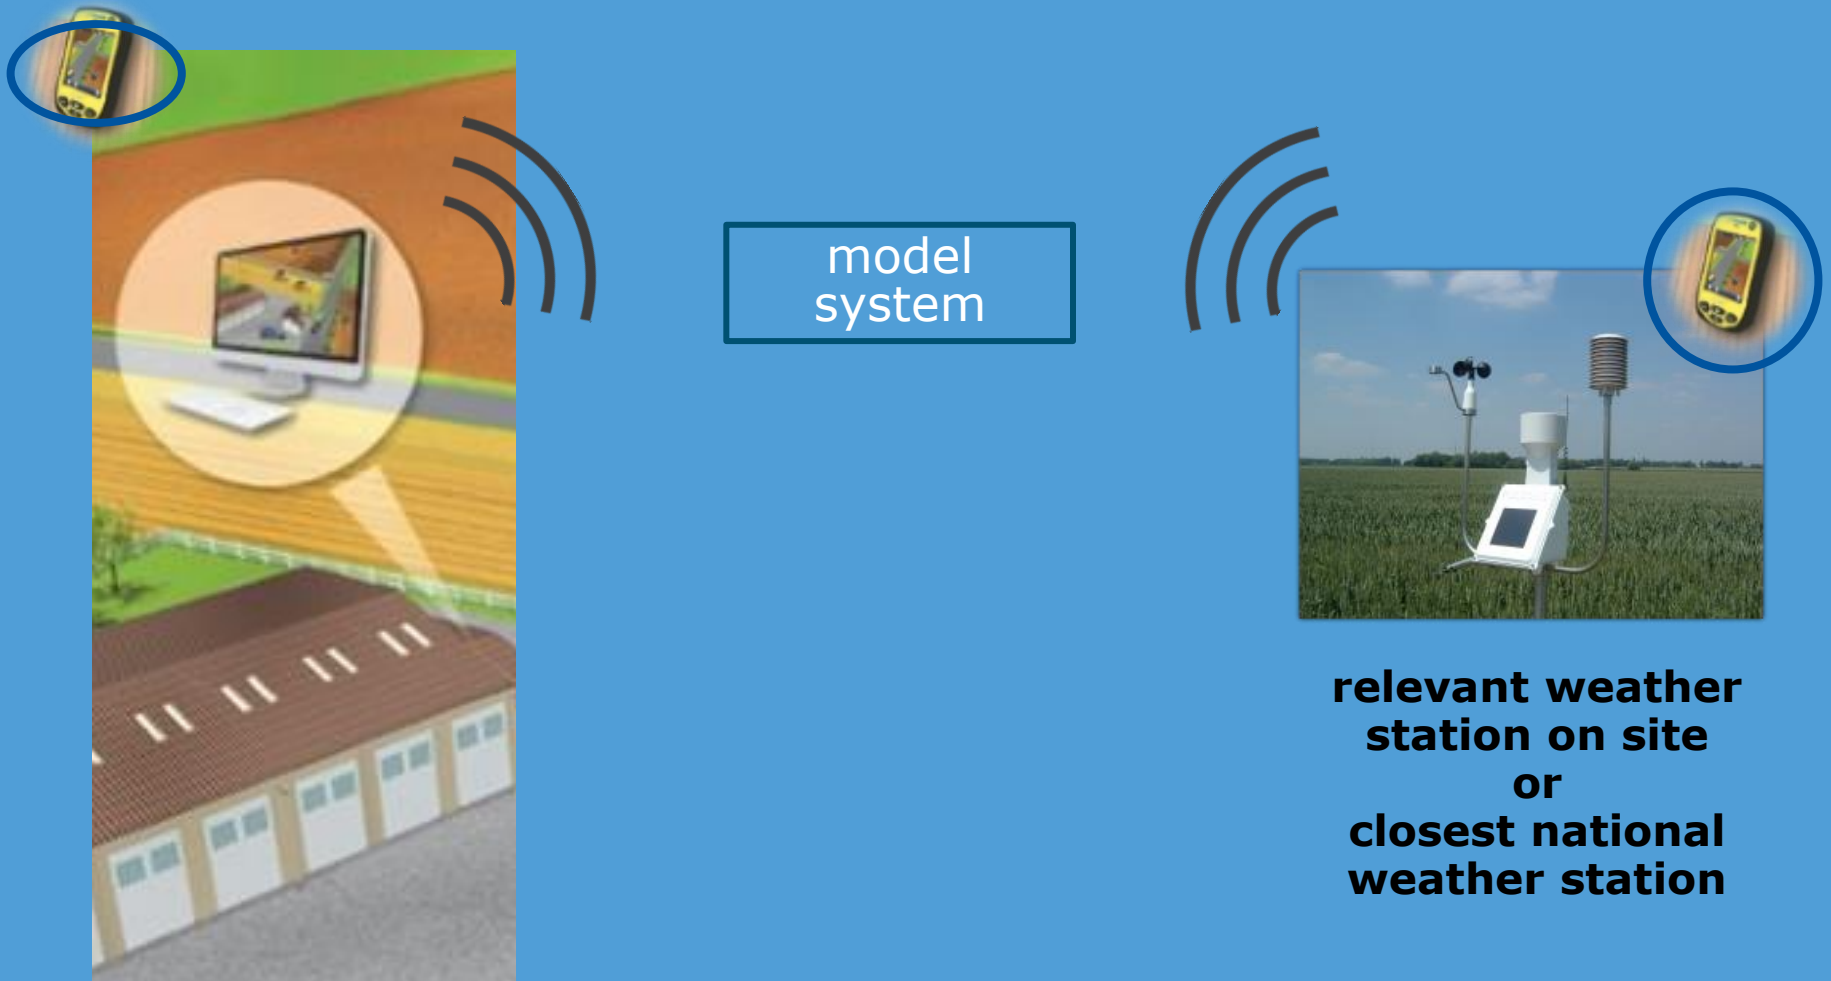 model
system
relevant weather
station on site
or
closest national
weather station